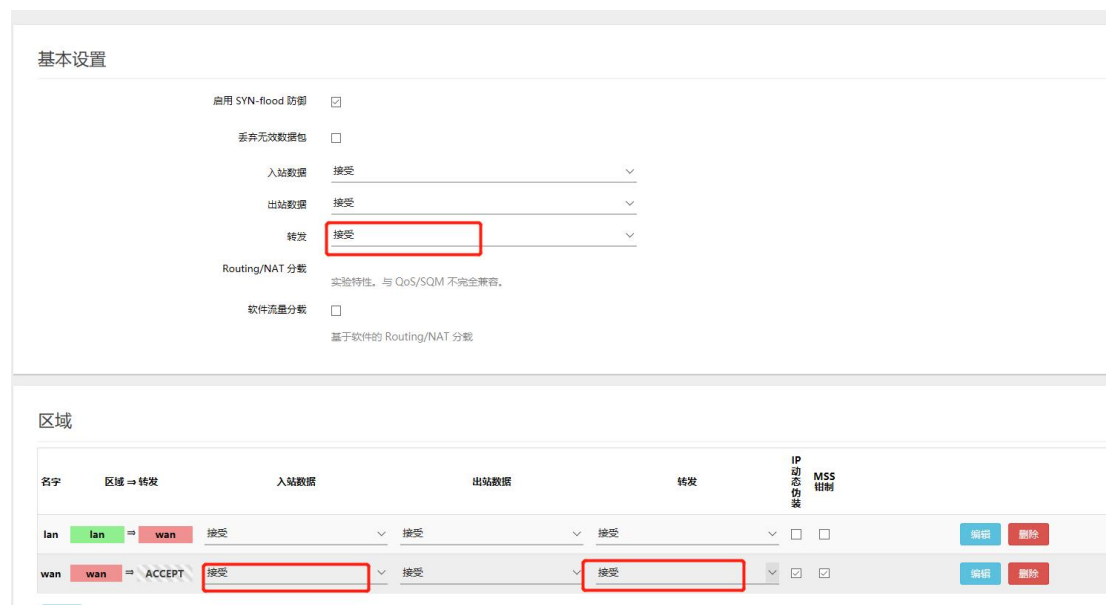 基本设置
启用 SYN-flood 防御
丢弃无效数据包
入站数据 接受
出站数据 接受
转发 接受
Routing/NAT 分载
实验特性。与 QoS/SQM 不完全兼容。
软件流量分载
基于软件的 Routing/NAT 分载
区域
名字 区域 ⇒ 转发 入站数据 出站数据 转发 IP动态伪装 MSS钳制
lan lan ⇒ wan 接受 接受 接受 编辑 删除
wan wan ⇒ ACCEPT 接受 接受 接受 编辑 删除